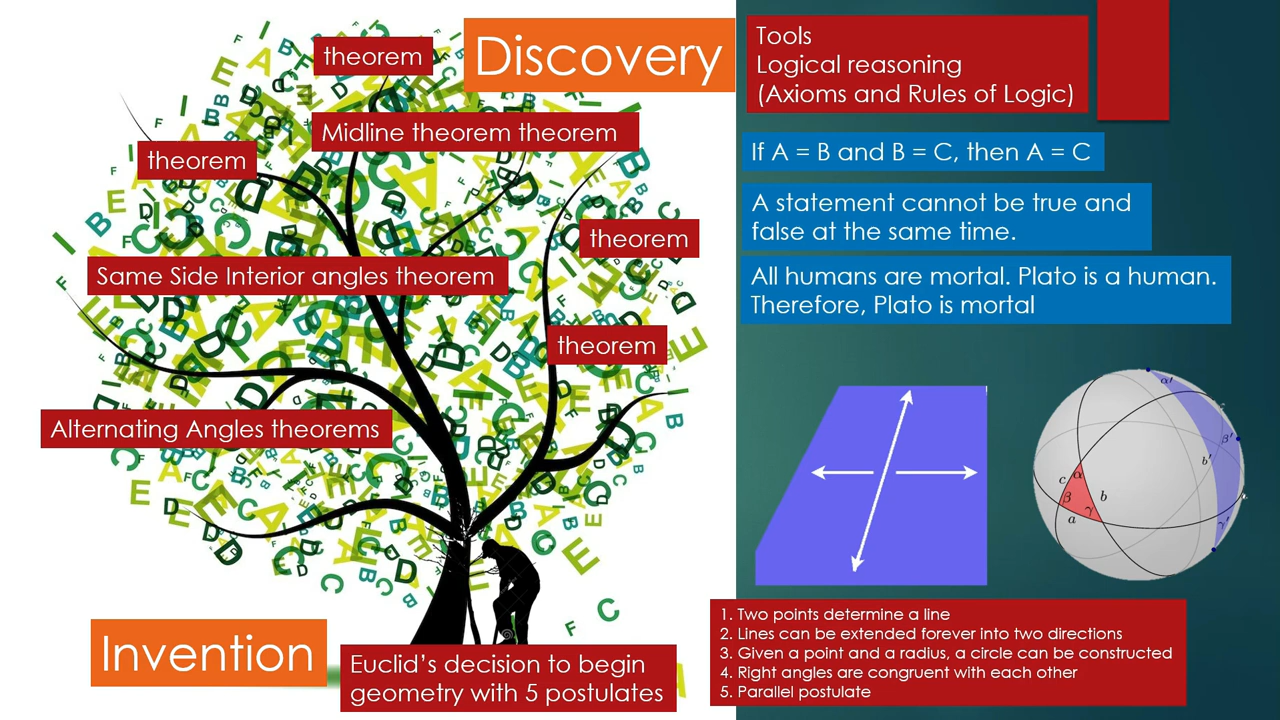 theorem
Discovery
Midline theorem theorem
theorem
theorem
Same Side Interior angles theorem
theorem
Alternating Angles theorems
Invention
Euclid's decision to begin
geometry with 5 postulates
Tools
Logical reasoning
(Axioms and Rules of Logic)
If A = B and B = C, then A = C
A statement cannot be true and
false at the same time.
All humans are mortal. Plato is a human.
Therefore, Plato is mortal
α'
β'
b'
γ'
c
α
β
b
γ
a
1. Two points determine a line
2. Lines can be extended forever into two directions
3. Given a point and a radius, a circle can be constructed
4. Right angles are congruent with each other
5. Parallel postulate